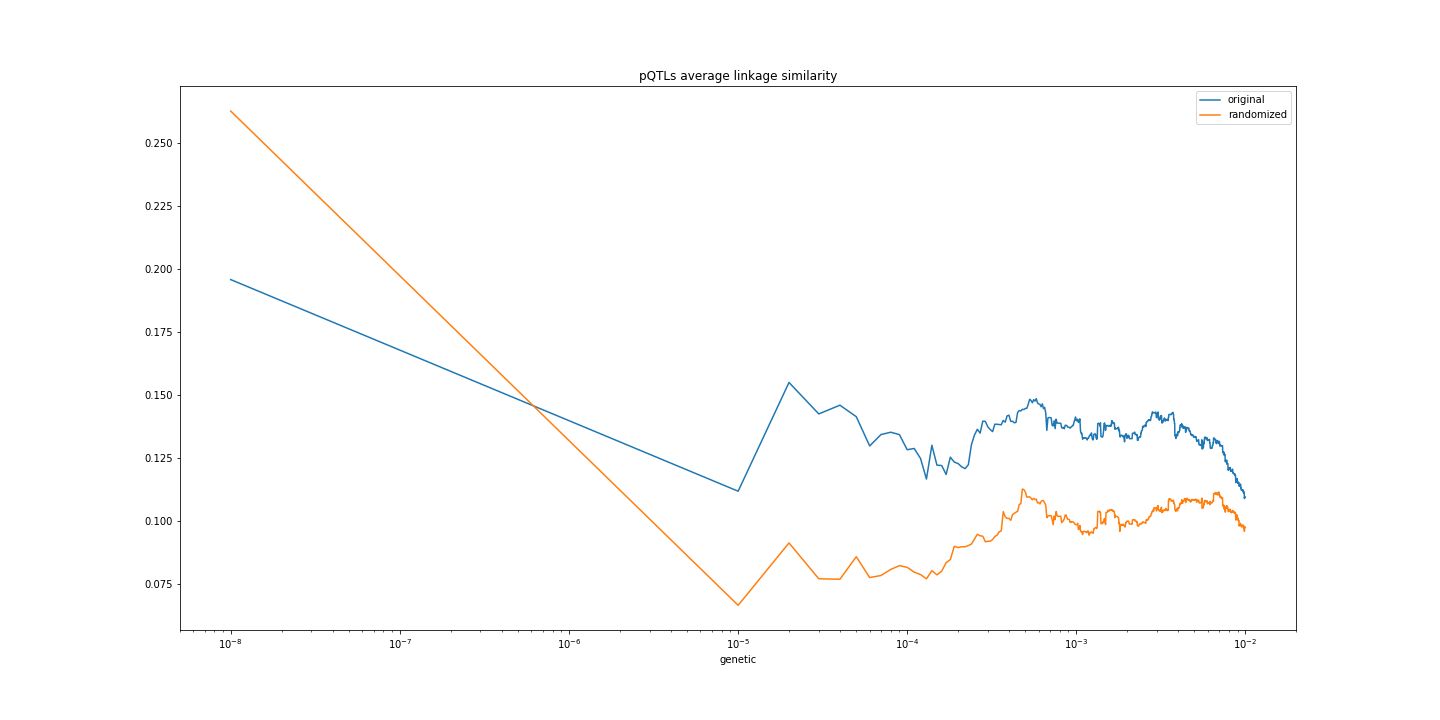 pQTLs average linkage similarity
original
randomized
0.250
0.225
0.200
0.175
0.150
0.125
0.100
0.075
10⁻⁸ 10⁻⁷ 10⁻⁶ 10⁻⁵ 10⁻⁴ 10⁻³ 10⁻²
genetic